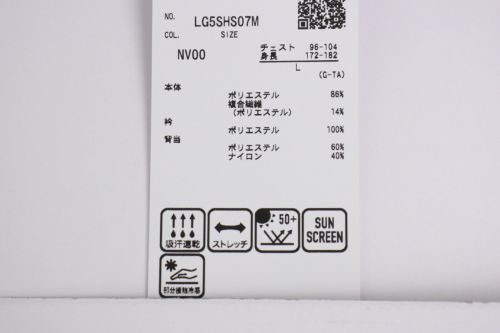 NO. LG5SHS07M
COL. SIZE
NV00 チェスト 96-104
身長 172-182
L
(G-TA)
本体
ポリエステル 86%
複合繊維
(ポリエステル) 14%
衿
ポリエステル 100%
背当
ポリエステル 60%
ナイロン 40%
50+
SUN
SCREEN
吸汗速乾
ストレッチ
部分接触冷感